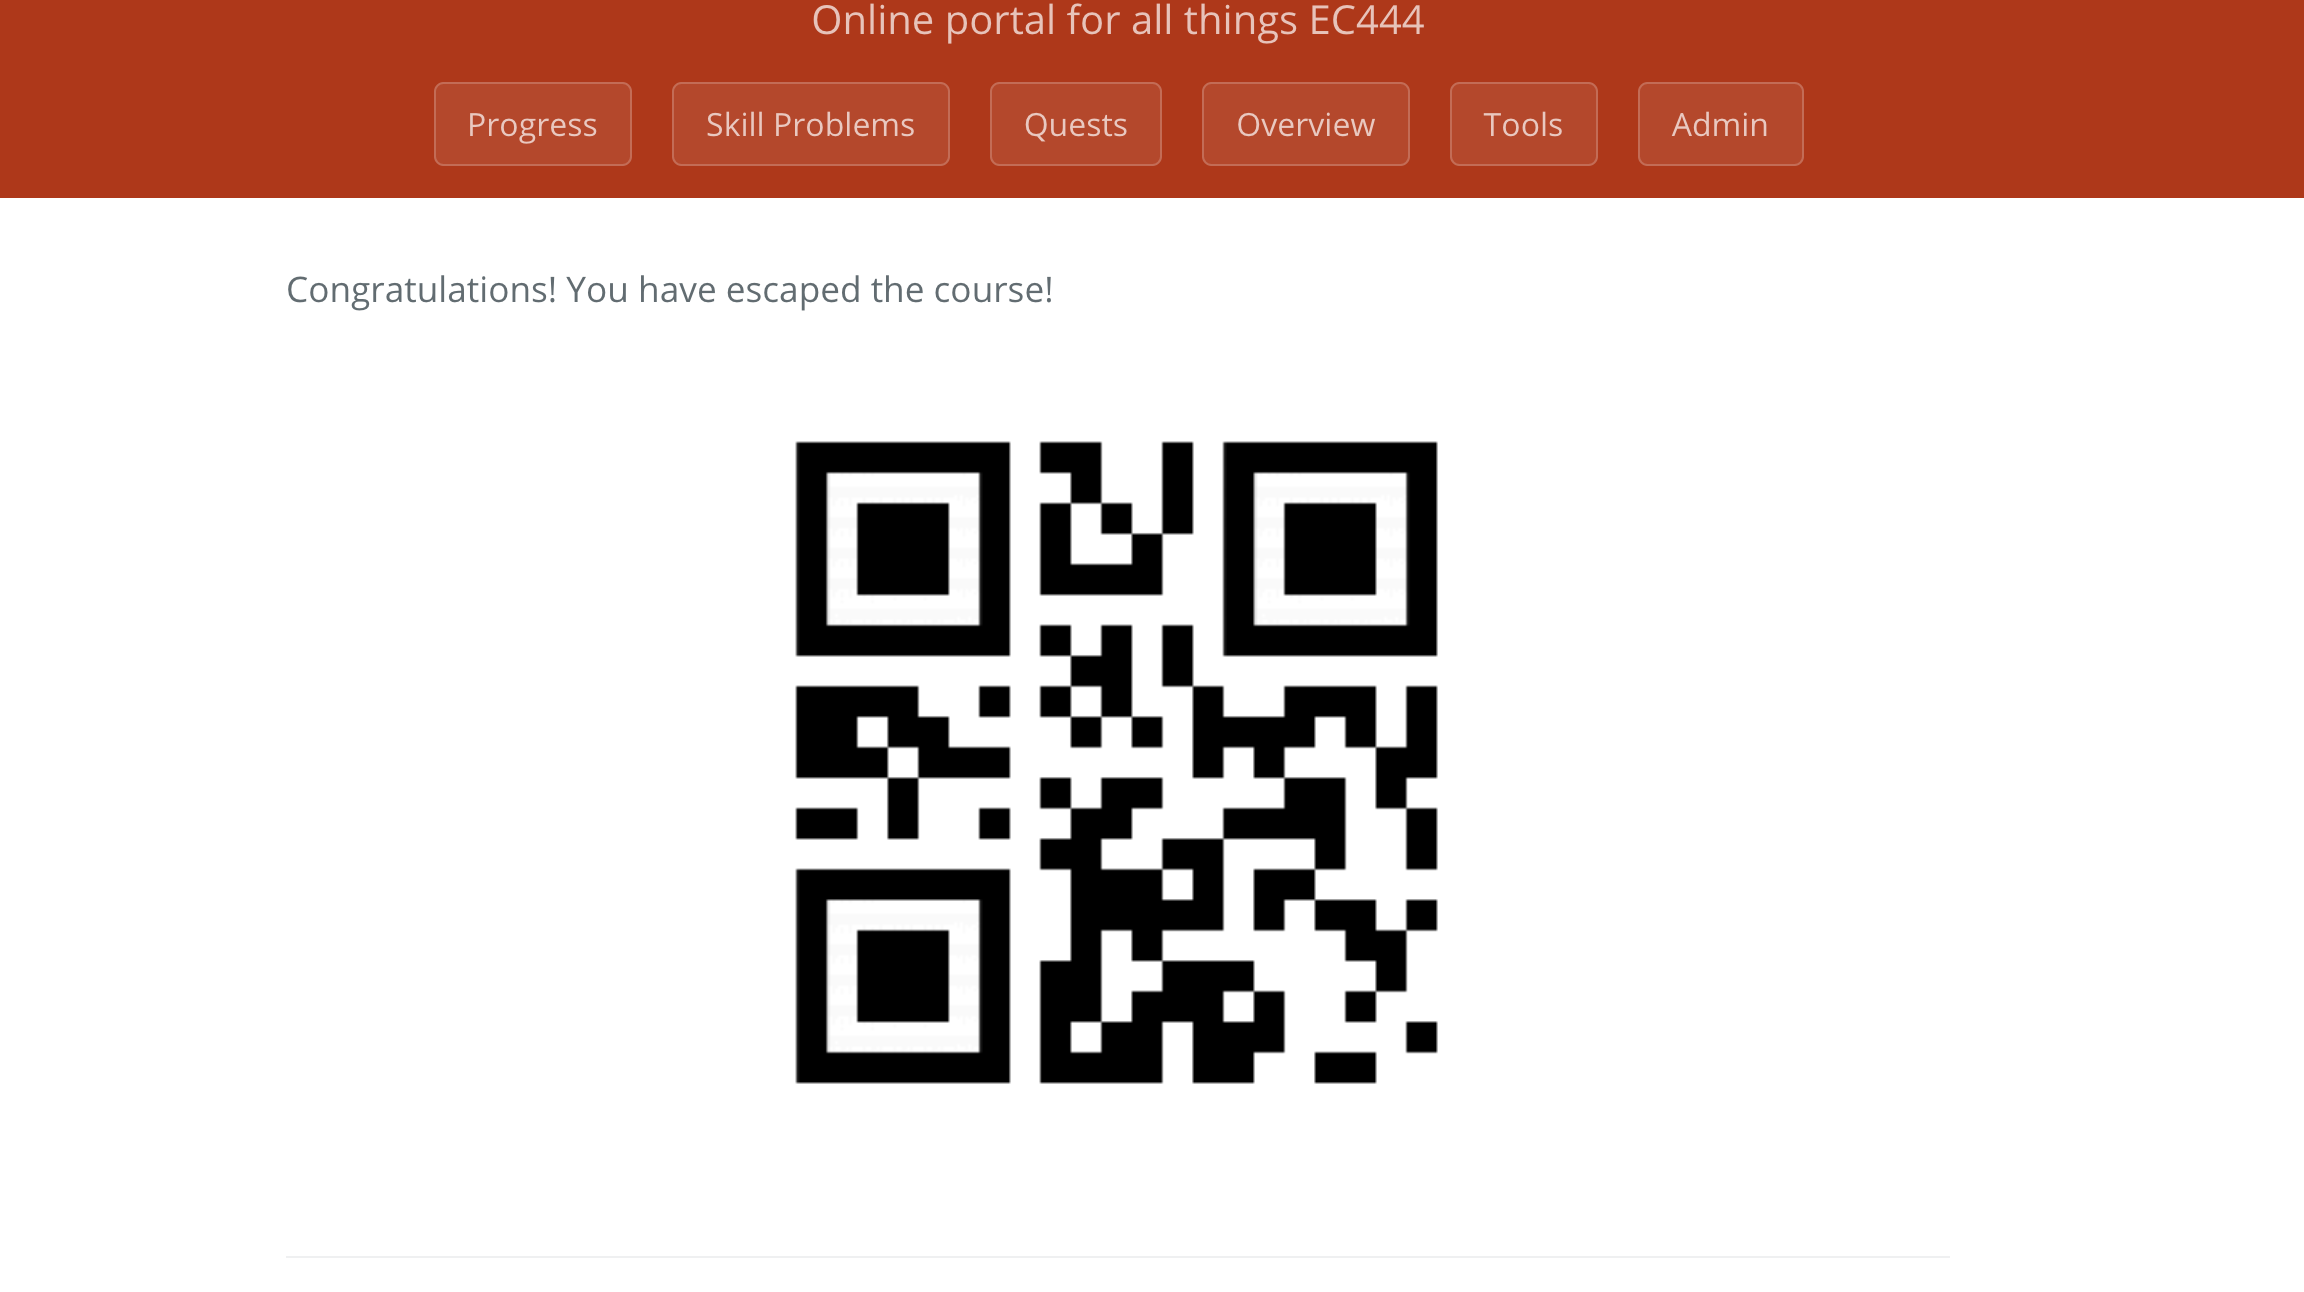 Online portal for all things EC444
Progress Skill Problems Quests Overview Tools Admin
Congratulations! You have escaped the course!